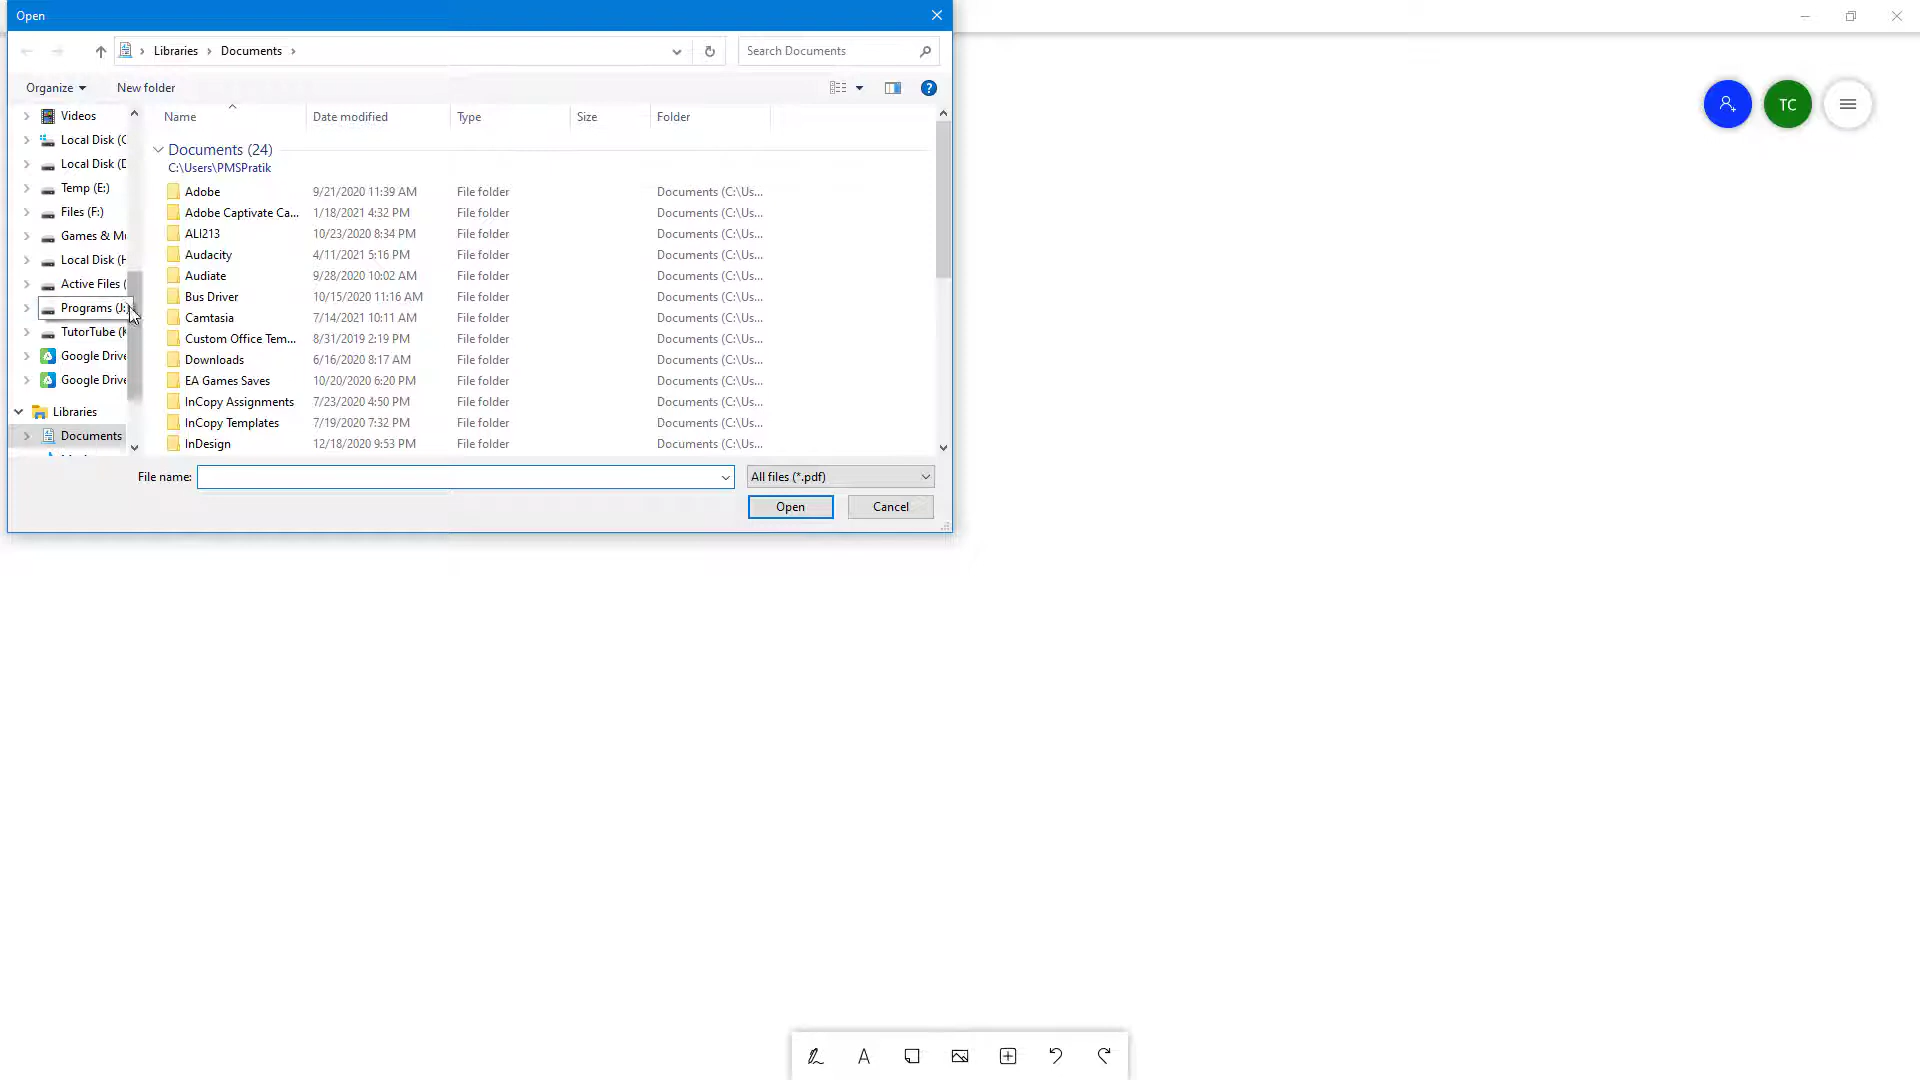 Open
Libraries > Documents >
Search Documents
Organize
New folder
Name
Date modified
Type
Size
Folder
Documents (24)
C:\Users\PMSPratik
Adobe 9/21/2020 11:39 AM File folder Documents (C:\Us...
Adobe Captivate Ca... 1/18/2021 4:32 PM File folder Documents (C:\Us...
ALI213 10/23/2020 8:34 PM File folder Documents (C:\Us...
Audacity 4/11/2021 5:16 PM File folder Documents (C:\Us...
Audiate 9/28/2020 10:02 AM File folder Documents (C:\Us...
Bus Driver 10/15/2020 11:16 AM File folder Documents (C:\Us...
Camtasia 7/14/2021 10:11 AM File folder Documents (C:\Us...
Custom Office Tem... 8/31/2019 2:19 PM File folder Documents (C:\Us...
Downloads 6/16/2020 8:17 AM File folder Documents (C:\Us...
EA Games Saves 10/20/2020 6:20 PM File folder Documents (C:\Us...
InCopy Assignments 7/23/2020 4:50 PM File folder Documents (C:\Us...
InCopy Templates 7/19/2020 7:32 PM File folder Documents (C:\Us...
InDesign 12/18/2020 9:53 PM File folder Documents (C:\Us...
Videos
Local Disk (C
Local Disk (D
Temp (E:)
Files (F:)
Games & Mu
Local Disk (H
Active Files (
Programs (J:)
TutorTube (K
Google Drive
Google Drive
Libraries
Documents
File name:
All files (*.pdf)
Open
Cancel
TC